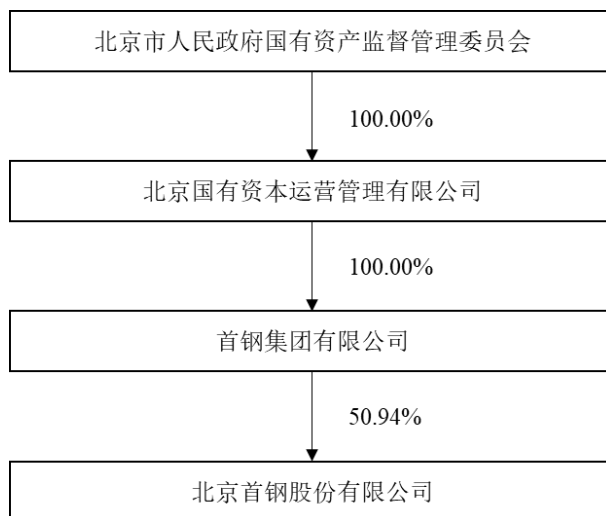 北京市人民政府国有资产监督管理委员会
100.00%
北京国有资本运营管理有限公司
100.00%
首钢集团有限公司
50.94%
北京首钢股份有限公司